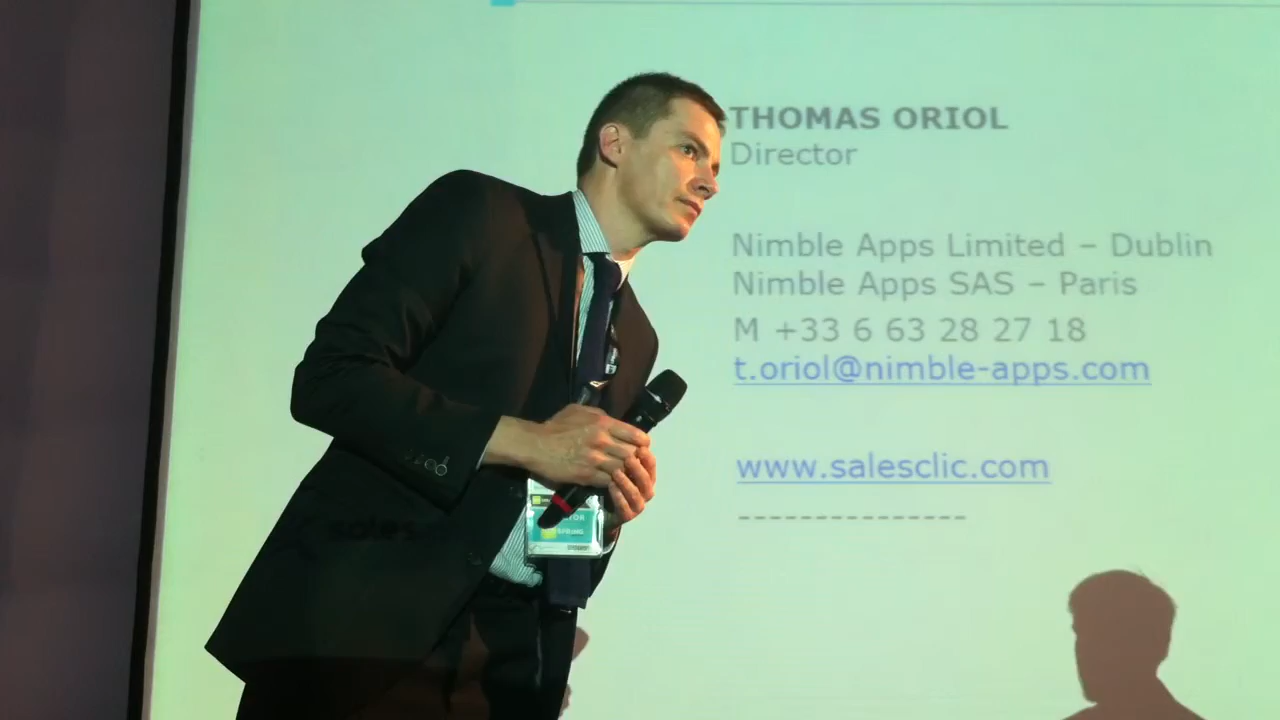 THOMAS ORIOL
Director
Nimble Apps Limited – Dublin
Nimble Apps SAS – Paris
M +33 6 63 28 27 18
t.oriol@nimble-apps.com
www.salesclic.com
---------------